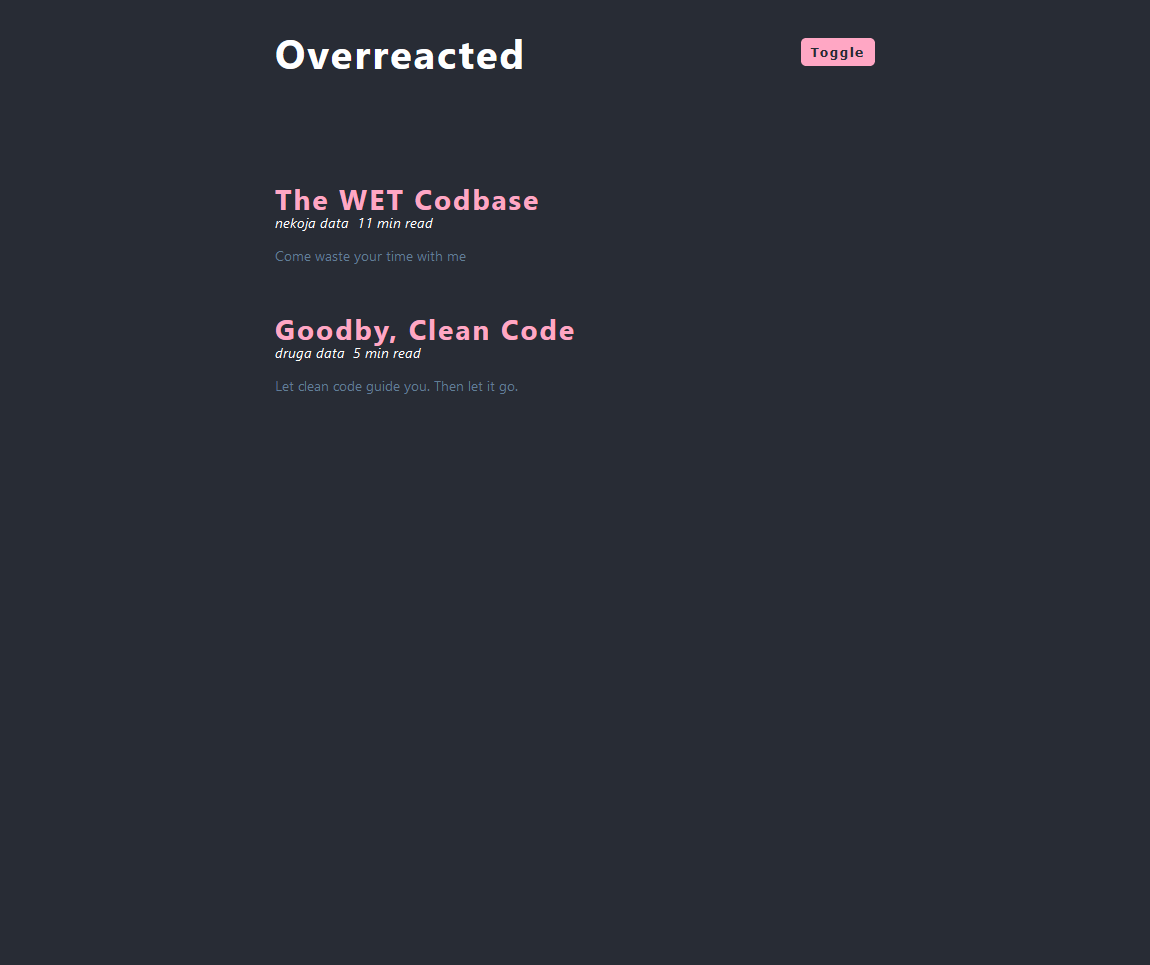 Overreacted
Toggle
The WET Codbase
nekoja data 11 min read
Come waste your time with me
Goodby, Clean Code
druga data 5 min read
Let clean code guide you. Then let it go.